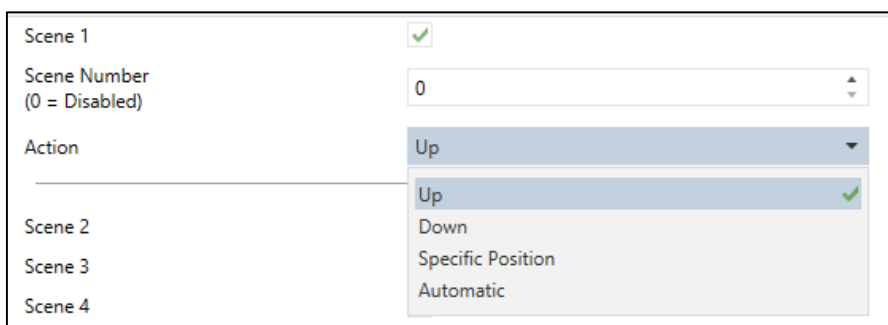 Scene 1
Scene Number
(0 = Disabled)
0
Action
Up
Up
Down
Specific Position
Automatic
Scene 2
Scene 3
Scene 4